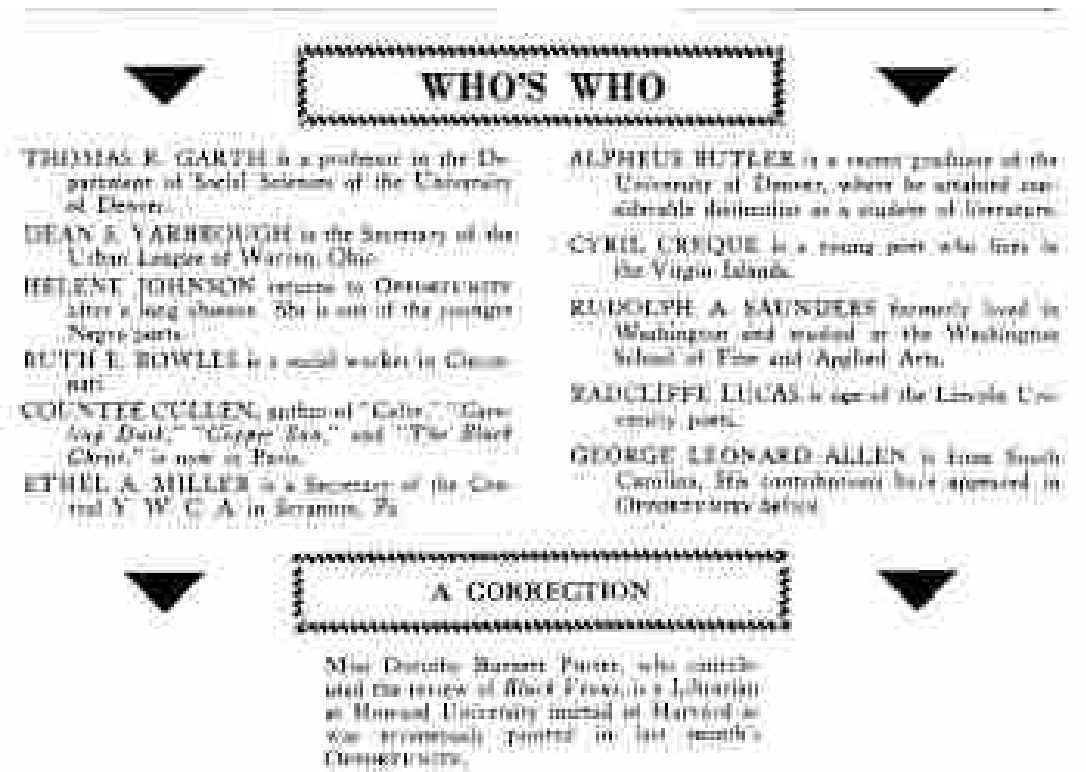 WHO'S WHO
THOMAS R. GARTH is a professor in the De-
partment of Social Sciences of the University
of Denver.
DEAN S. YARBROUGH is the Secretary of the
Urban League of Warren, Ohio.
HELENE JOHNSON returns to OPPORTUNITY
after a long absence. She is one of the younger
Negro poets.
RUTH E. BOWLES is a social worker in Cincin-
nati.
COUNTEE CULLEN, author of "Color," "Caro-
ling Dusk," "Copper Sun," and "The Black
Christ," is now in Paris.
ETHEL A. MILLER is a Secretary of the Cen-
tral Y. W. C. A. in Scranton, Pa.
ALPHEUS BUTLER is a recent graduate of the
University of Denver, where he attained con-
siderable distinction as a student of literature.
CYRIL CREQUE is a young poet who lives in
the Virgin Islands.
RUDOLPH A. SAUNDERS formerly lived in
Washington and studied at the Washington
School of Fine and Applied Arts.
RADCLIFFE LUCAS is one of the Lincoln Uni-
versity poets.
GEORGE LEONARD ALLEN is from South
Carolina. His contributions have appeared in
OPPORTUNITY before.
A CORRECTION
Miss Dorothy Burnett Porter, who contrib-
uted the review of Black Frost, is a Librarian
at Howard University instead of Harvard as
was erroneously printed in last month's
OPPORTUNITY.